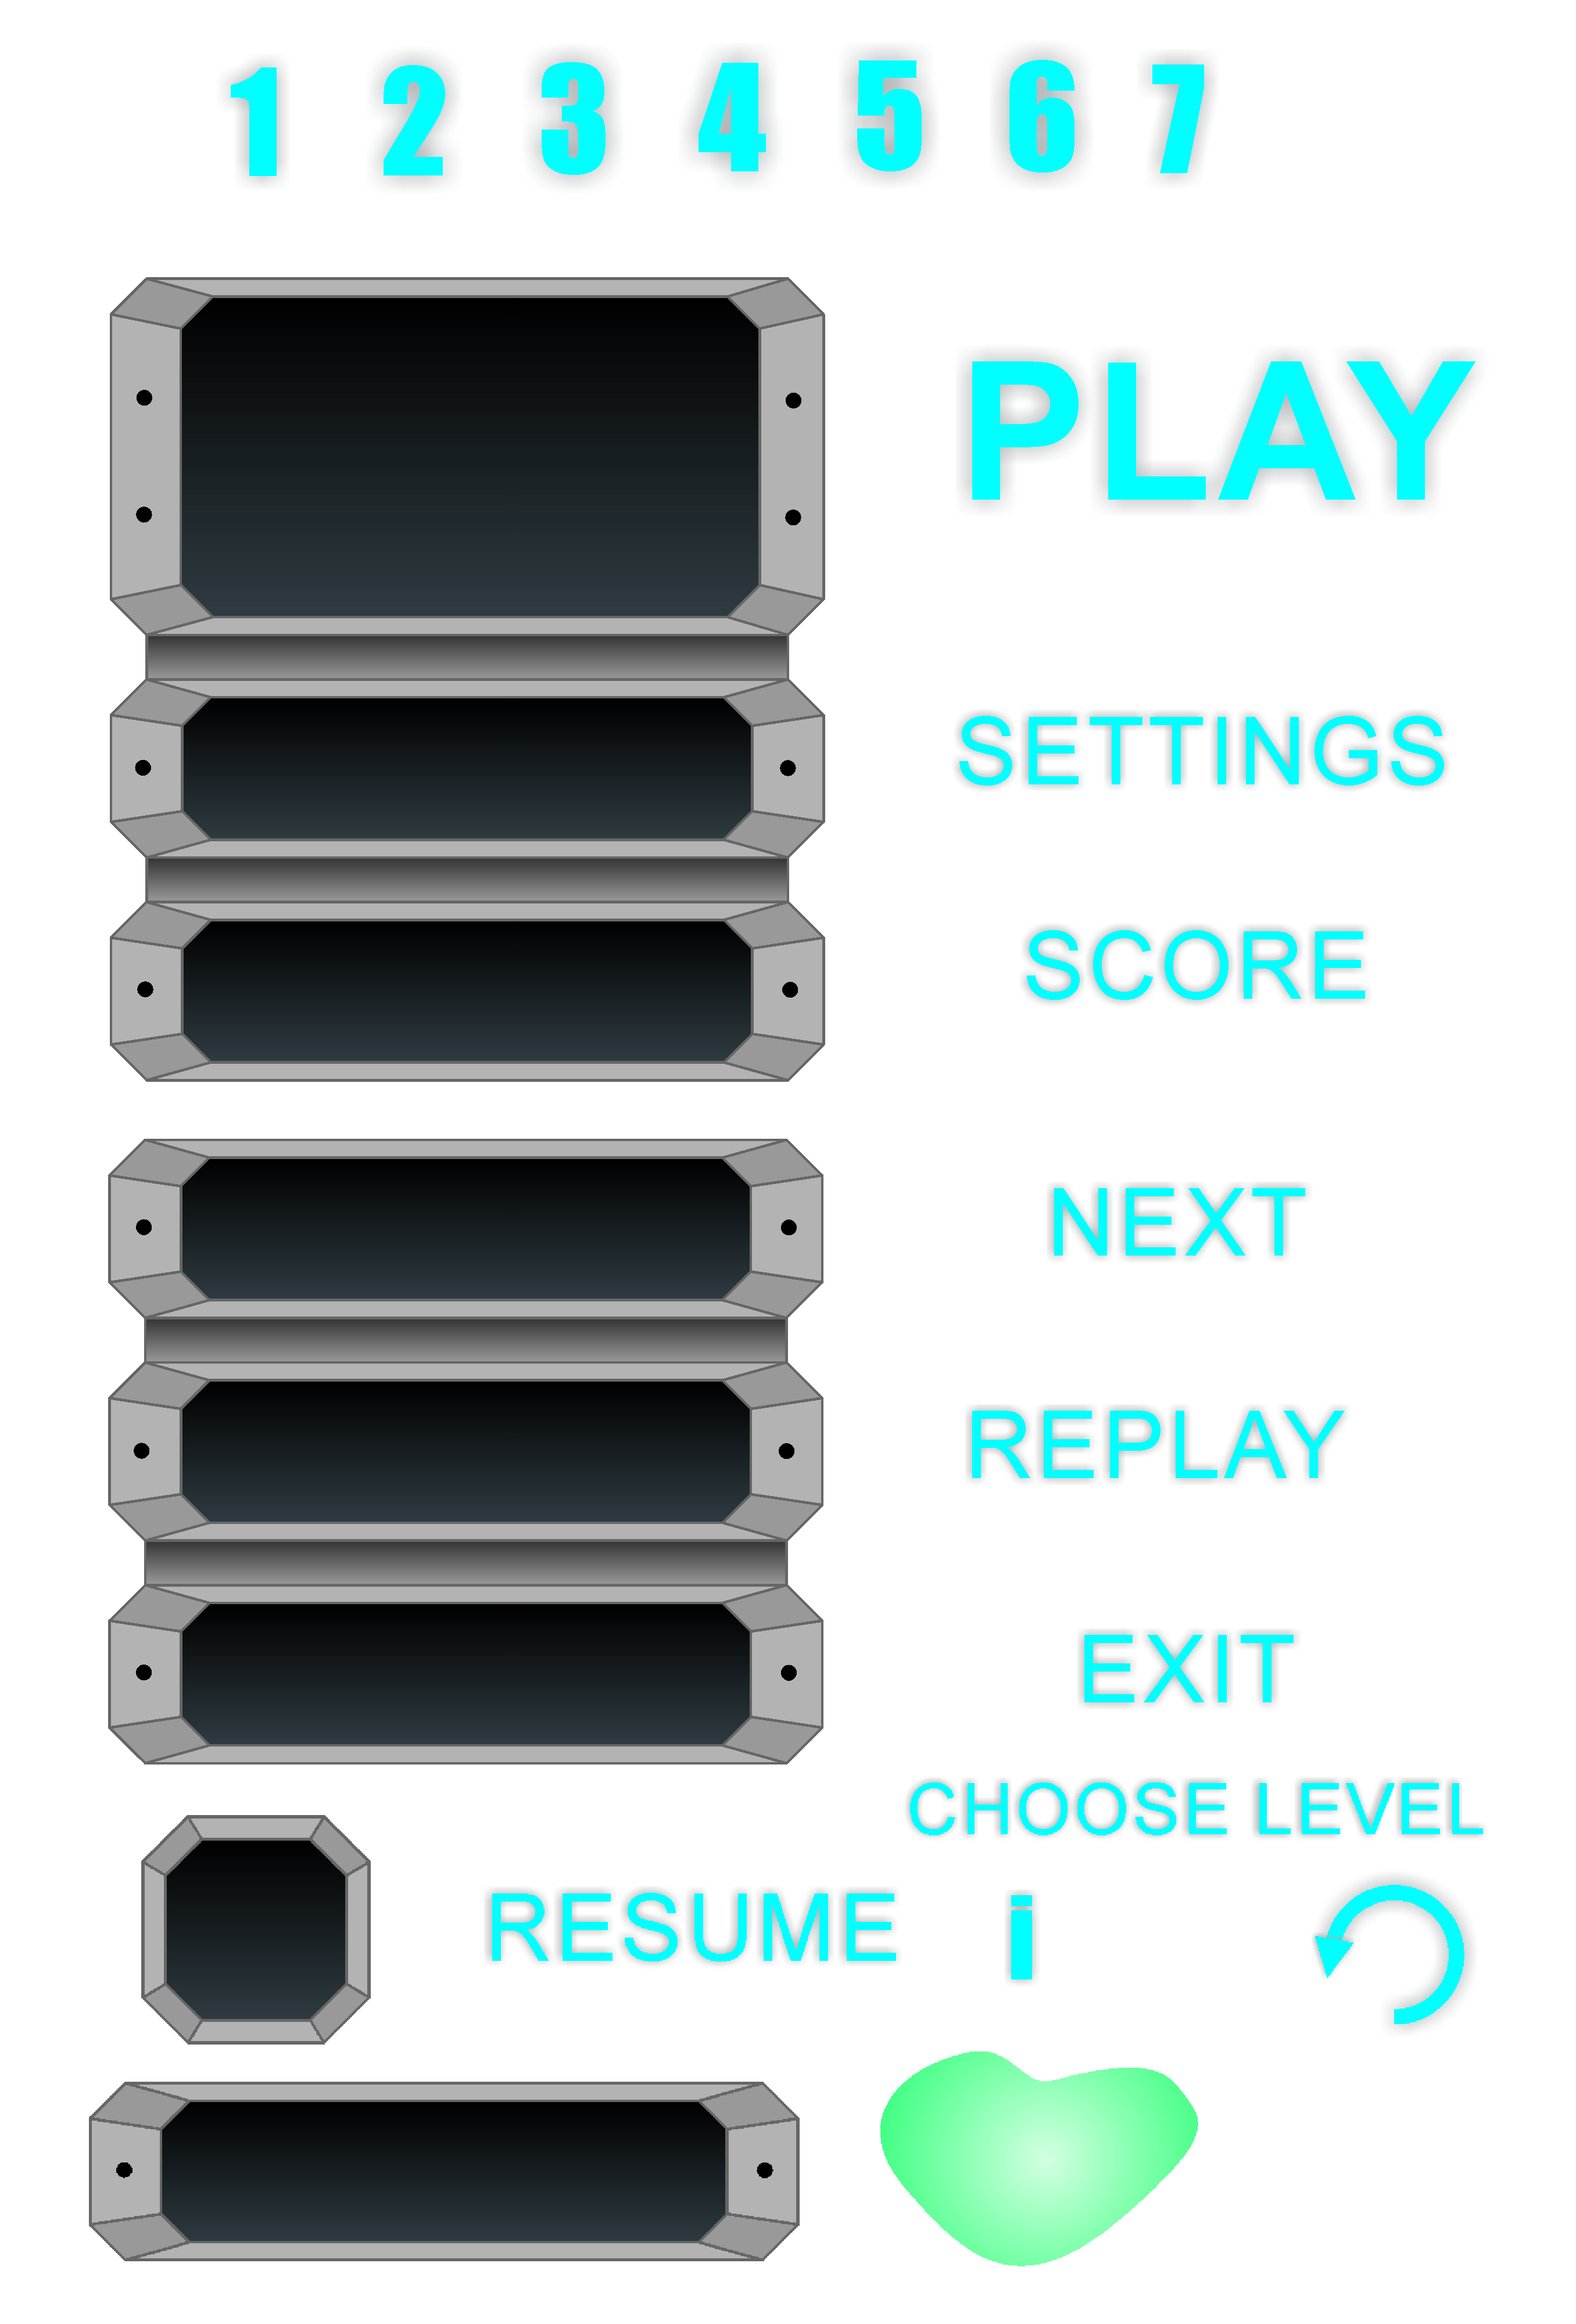 1 2 3 4 5 6 7
PLAY
SETTINGS
SCORE
NEXT
REPLAY
EXIT
CHOOSE LEVEL
RESUME i